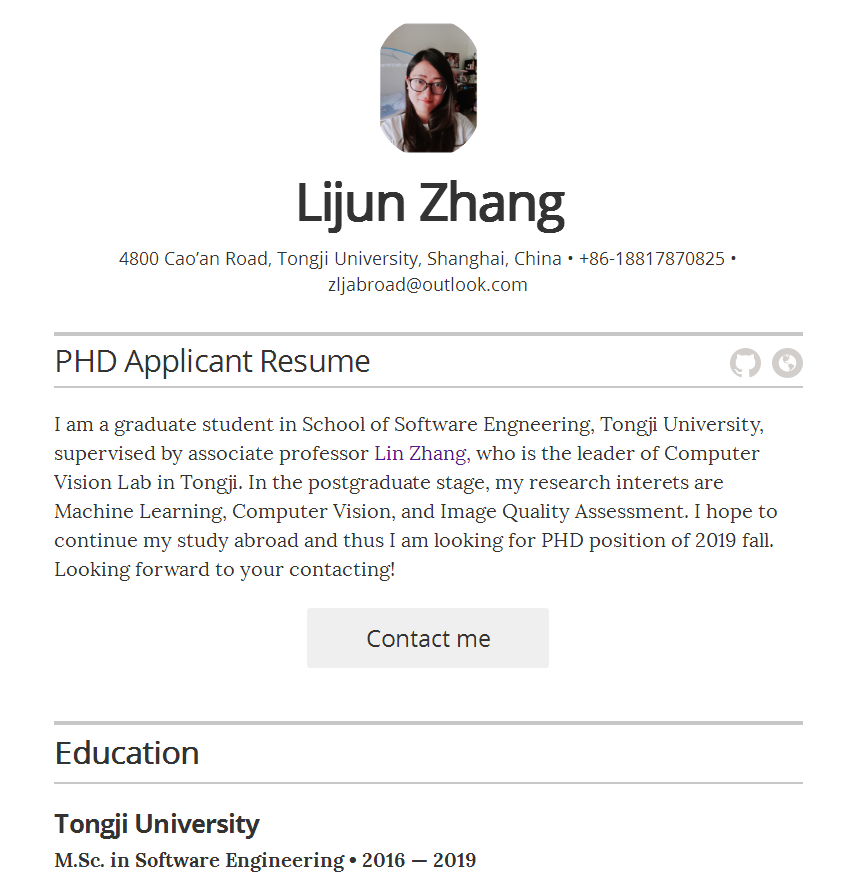 Lijun Zhang
4800 Cao’an Road, Tongji University, Shanghai, China • +86-18817870825 •
zljabroad@outlook.com
PHD Applicant Resume
I am a graduate student in School of Software Engneering, Tongji University,
supervised by associate professor Lin Zhang, who is the leader of Computer
Vision Lab in Tongji. In the postgraduate stage, my research interets are
Machine Learning, Computer Vision, and Image Quality Assessment. I hope to
continue my study abroad and thus I am looking for PHD position of 2019 fall.
Looking forward to your contacting!
Contact me
Education
Tongji University
M.Sc. in Software Engineering • 2016 — 2019